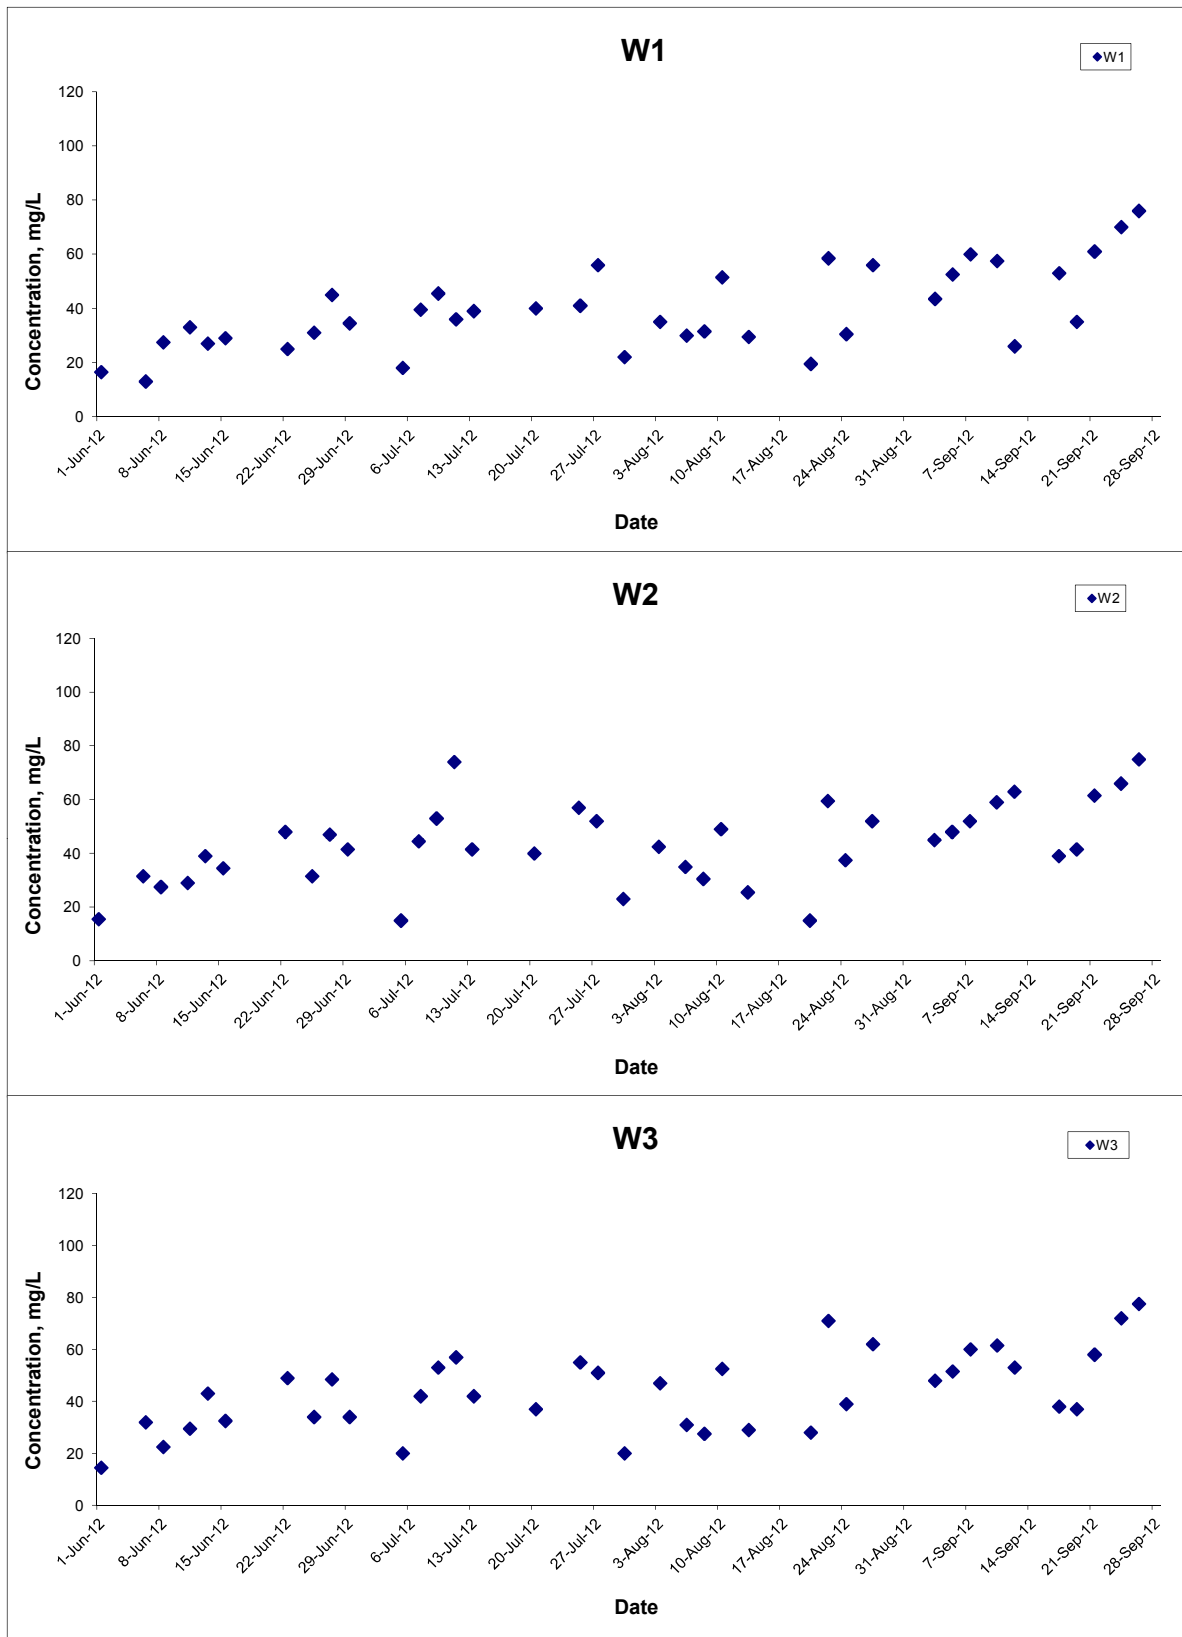 W1
W1
120
100
80
60
40
20
0
Concentration, mg/L
1-Jun-12
8-Jun-12
15-Jun-12
22-Jun-12
29-Jun-12
6-Jul-12
13-Jul-12
20-Jul-12
27-Jul-12
3-Aug-12
10-Aug-12
17-Aug-12
24-Aug-12
31-Aug-12
7-Sep-12
14-Sep-12
21-Sep-12
28-Sep-12
Date
W2
W2
120
100
80
60
40
20
0
Concentration, mg/L
1-Jun-12
8-Jun-12
15-Jun-12
22-Jun-12
29-Jun-12
6-Jul-12
13-Jul-12
20-Jul-12
27-Jul-12
3-Aug-12
10-Aug-12
17-Aug-12
24-Aug-12
31-Aug-12
7-Sep-12
14-Sep-12
21-Sep-12
28-Sep-12
Date
W3
W3
120
100
80
60
40
20
0
Concentration, mg/L
1-Jun-12
8-Jun-12
15-Jun-12
22-Jun-12
29-Jun-12
6-Jul-12
13-Jul-12
20-Jul-12
27-Jul-12
3-Aug-12
10-Aug-12
17-Aug-12
24-Aug-12
31-Aug-12
7-Sep-12
14-Sep-12
21-Sep-12
28-Sep-12
Date